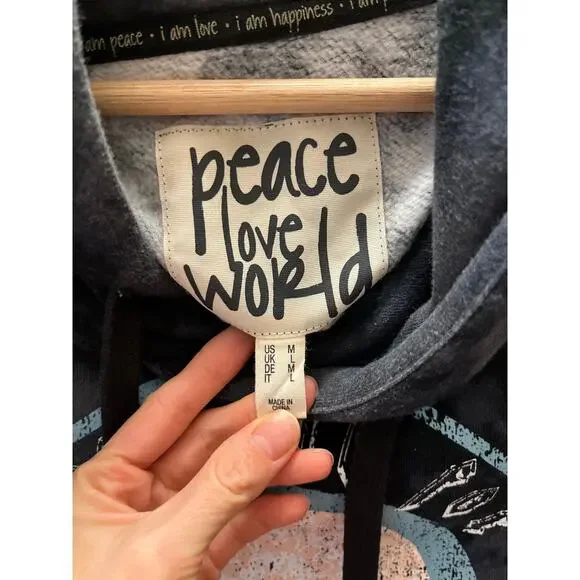 am peace • i am love • i am happiness • i am p
peace
love
world
US M
UK L
DE M
IT L
MADE IN
CHINA